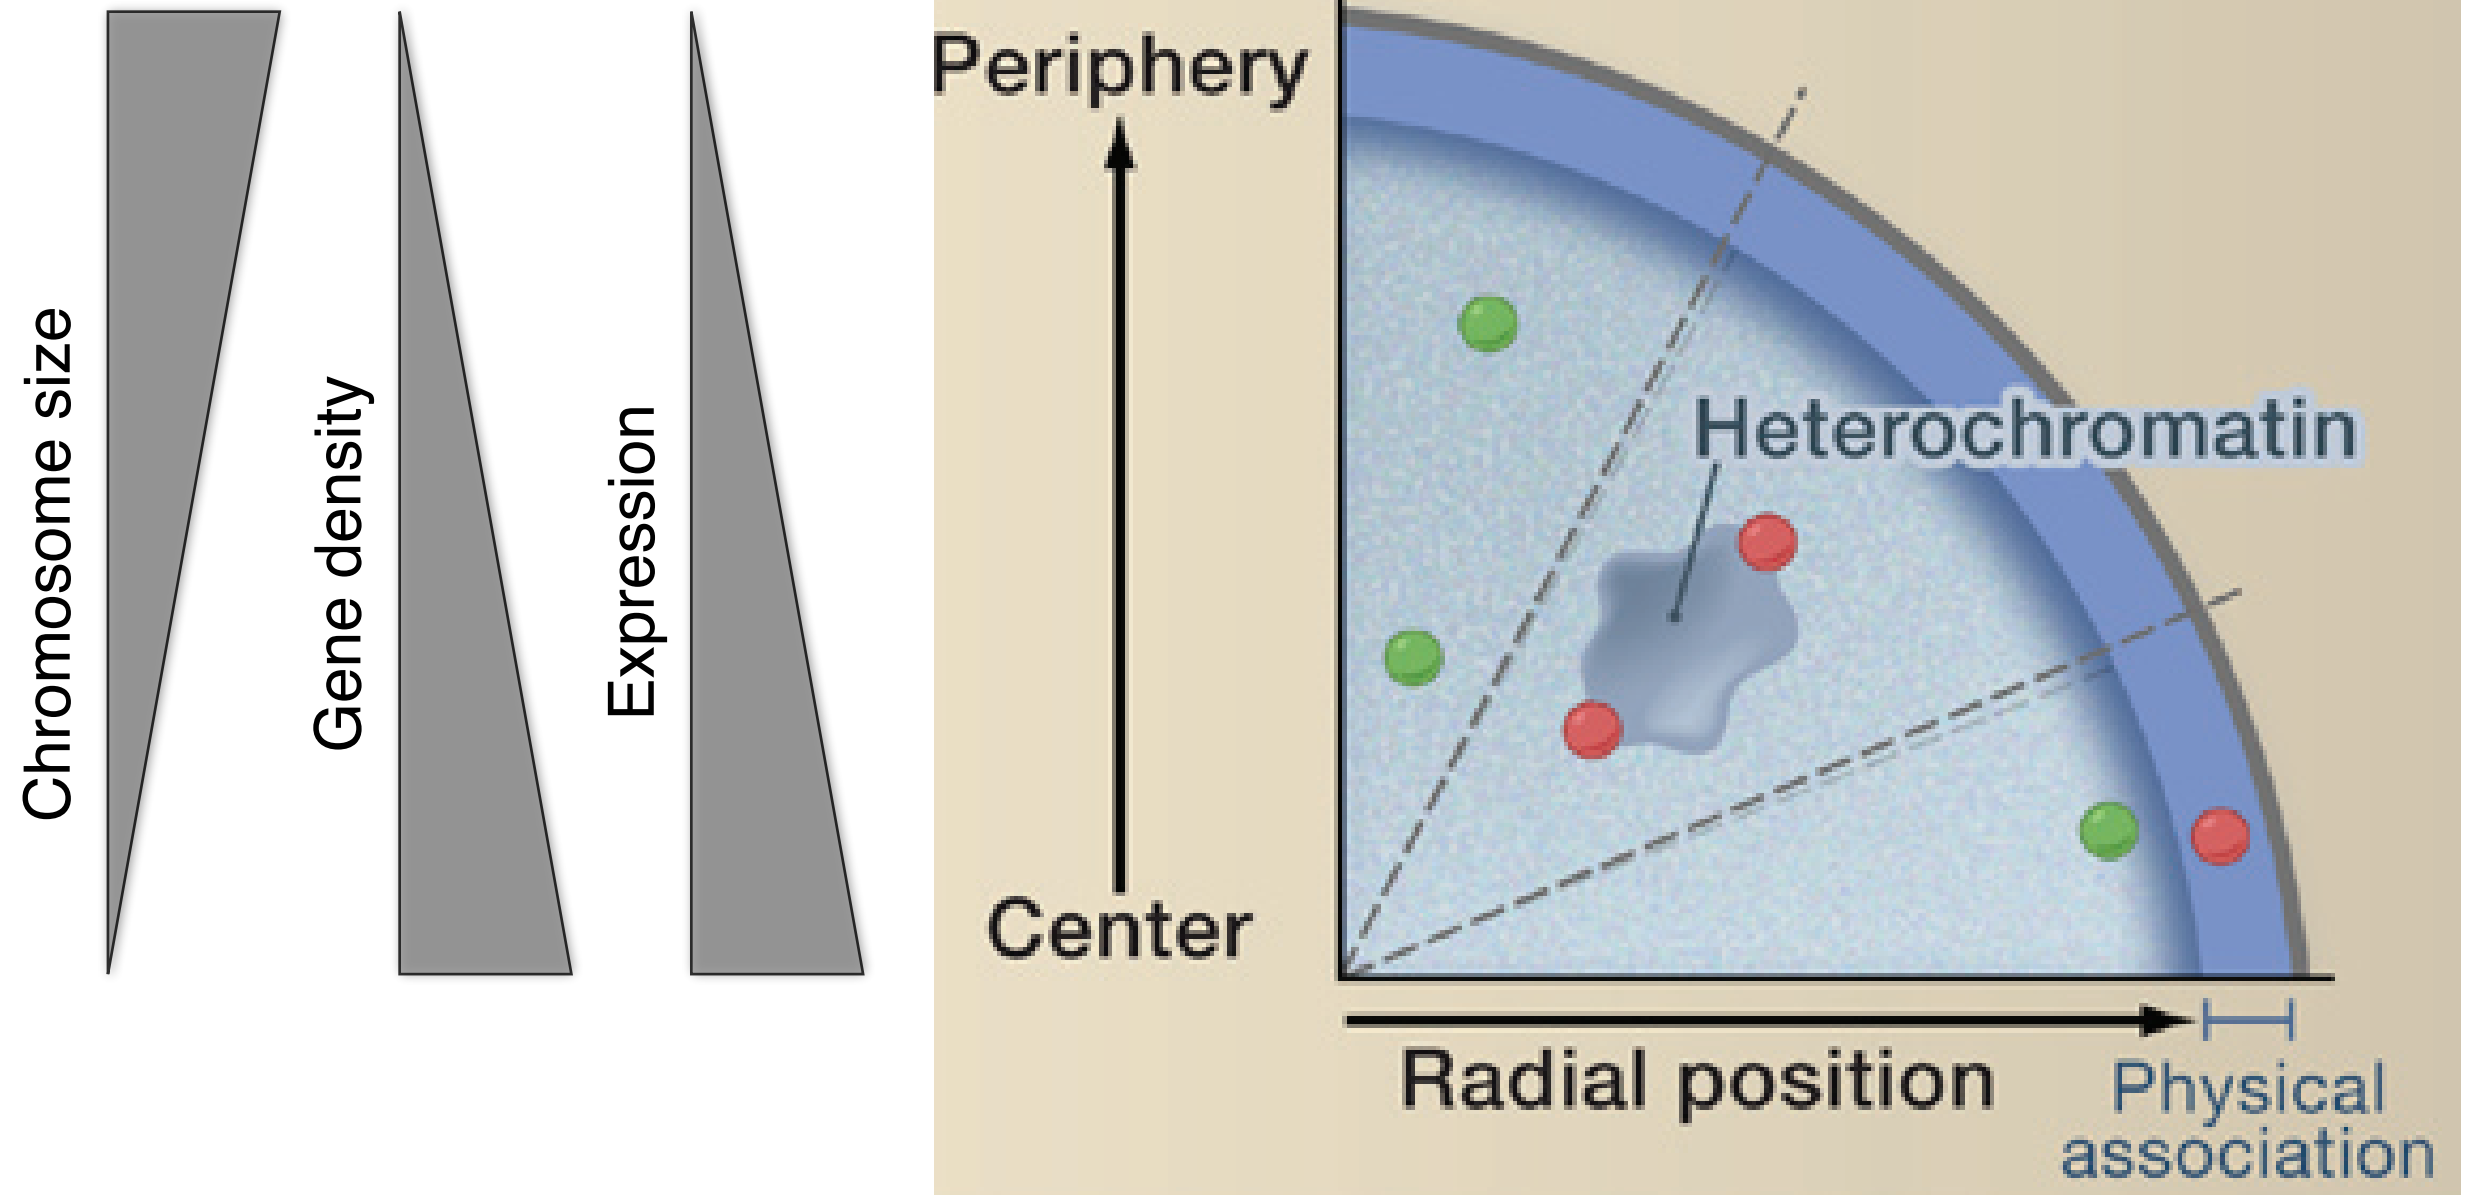 Chromosome size
Gene density
Expression
Periphery
Center
Heterochromatin
Radial position
Physical
association